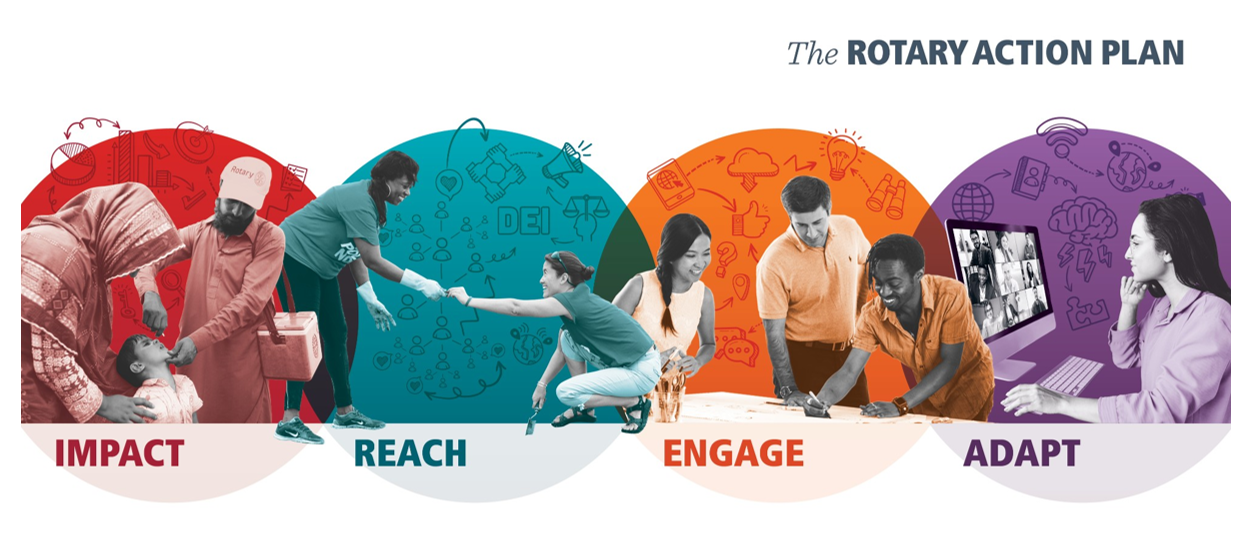 The ROTARY ACTION PLAN
Rotary
DEI
IMPACT
REACH
ENGAGE
ADAPT